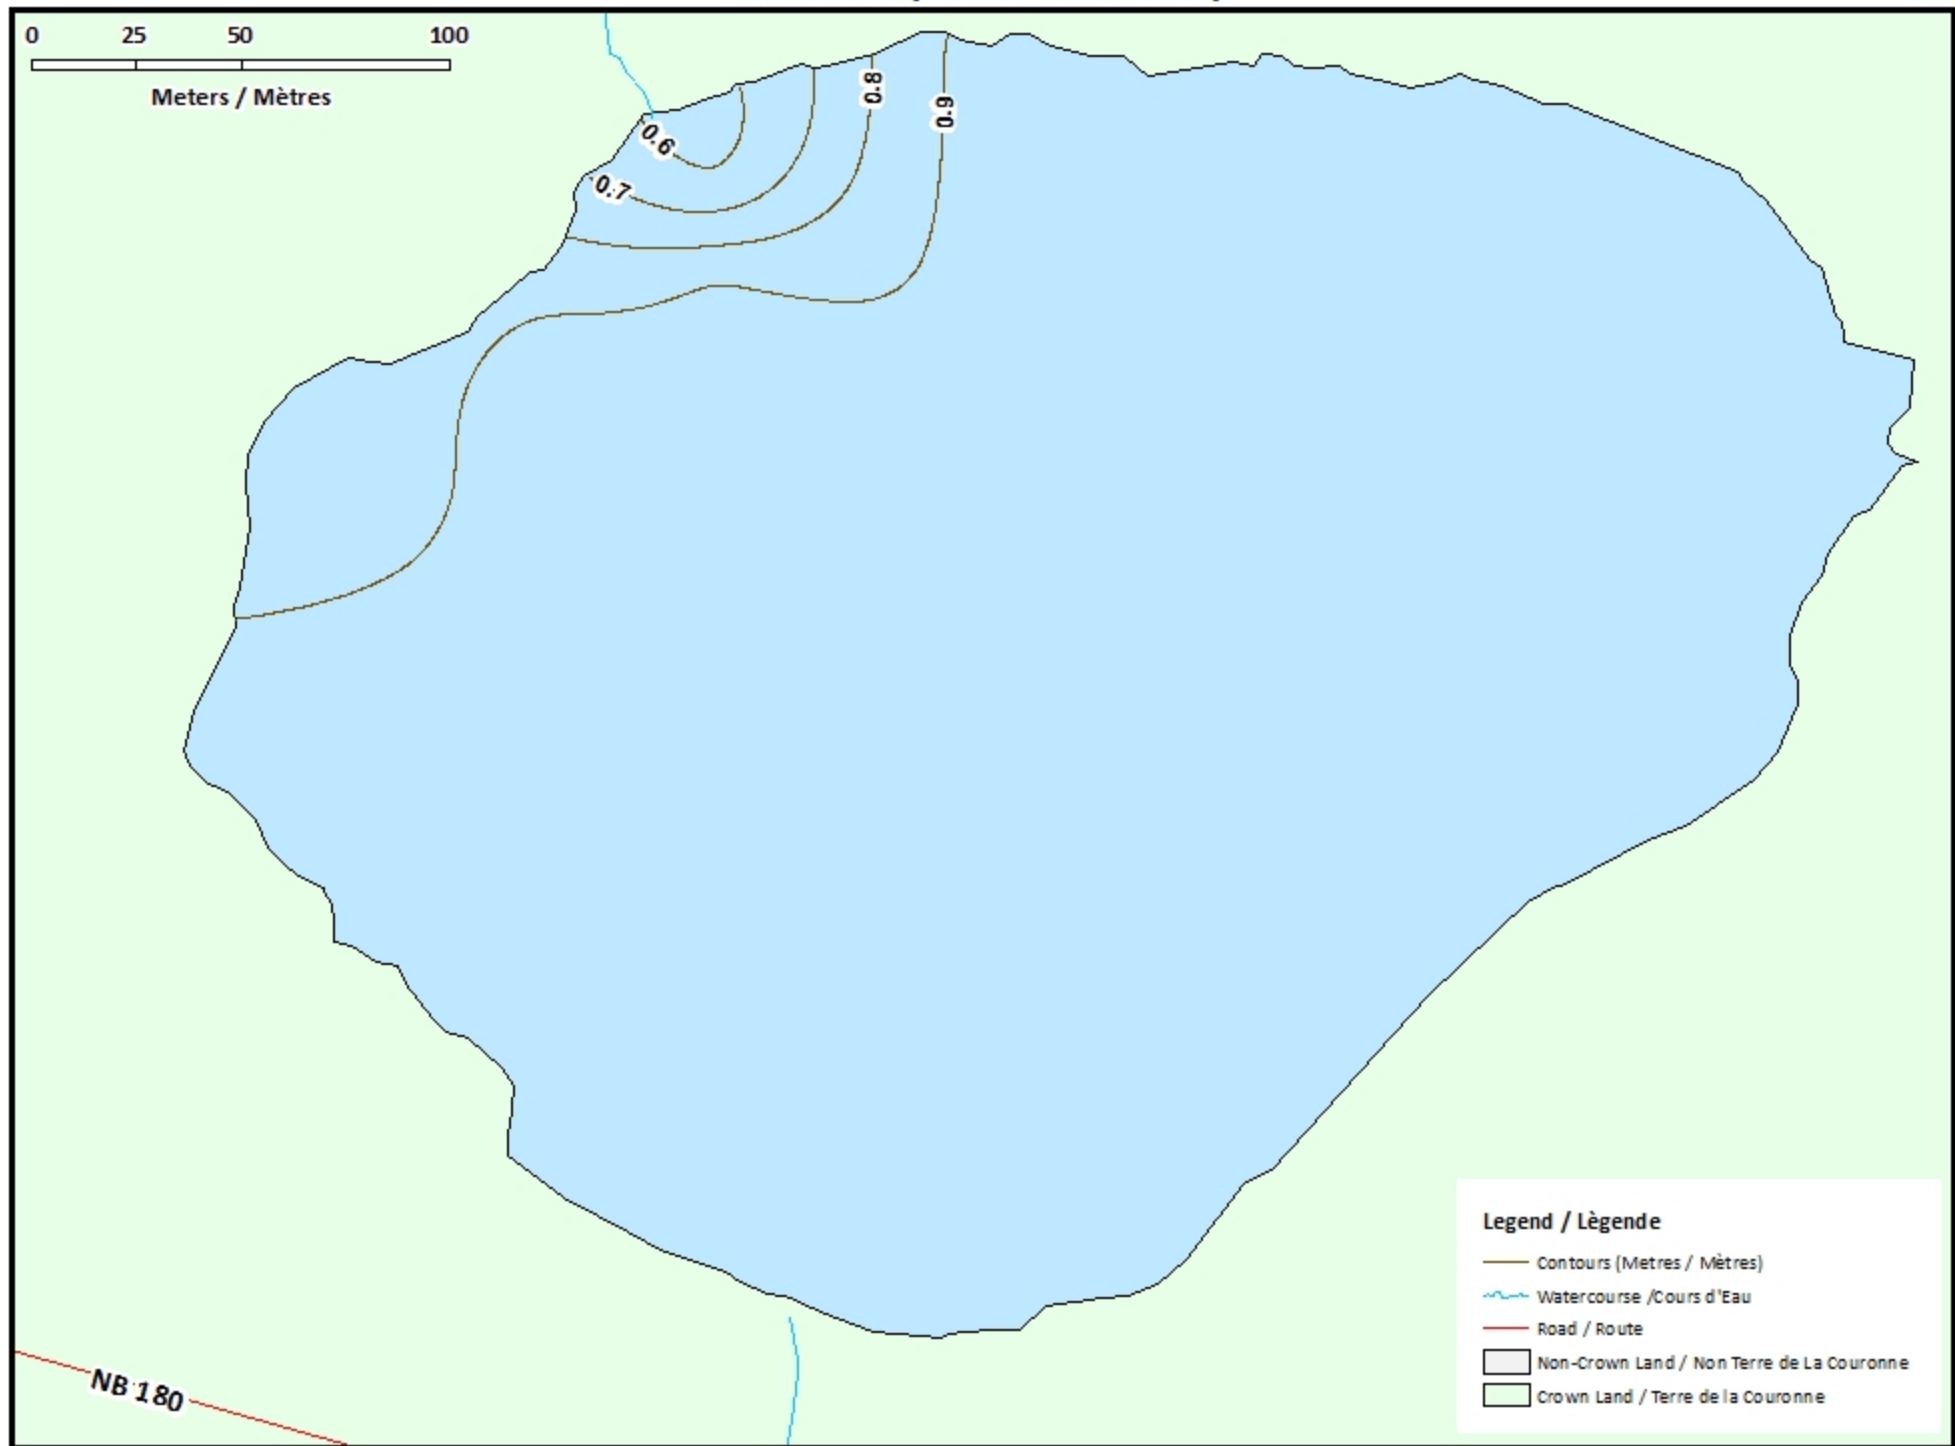 0 25 50 100
Meters / Mètres
0.6
0.7
0.8
0.9
NB 180
Legend / Lègende
Contours (Metres / Mètres)
Watercourse /Cours d'Eau
Road / Route
Non-Crown Land / Non Terre de La Couronne
Crown Land / Terre de la Couronne